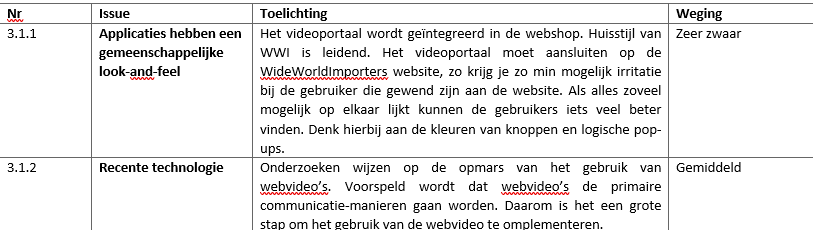 Nr Issue Toelichting Weging
3.1.1 Applicaties hebben een Het videoportaal wordt geïntegreerd in de webshop. Huisstijl van Zeer zwaar
gemeenschappelijke WWI is leidend. Het videoportaal moet aansluiten op de
look-and-feel WideWorldImporters website, zo krijg je zo min mogelijk irritatie
bij de gebruiker die gewend zijn aan de website. Als alles zoveel
mogelijk op elkaar lijkt kunnen de gebruikers iets veel beter
vinden. Denk hierbij aan de kleuren van knoppen en logische pop-
ups.
3.1.2 Recente technologie Onderzoeken wijzen op de opmars van het gebruik van Gemiddeld
webvideo’s. Voorspeld wordt dat webvideo’s de primaire
communicatie-manieren gaan worden. Daarom is het een grote
stap om het gebruik van de webvideo te omplementeren.